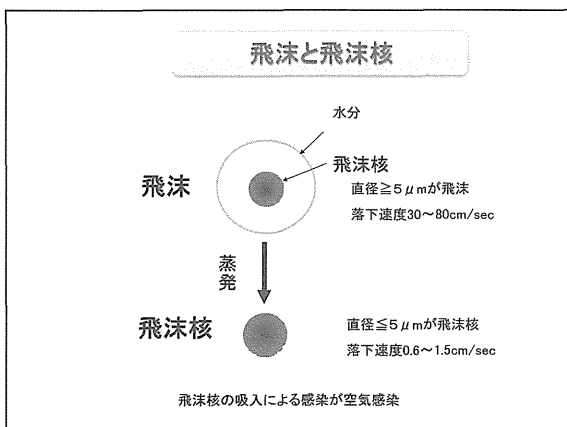 飛沫と飛沫核
水分
飛沫核
飛沫
直径≧5μmが飛沫
落下速度30~80cm/sec
蒸発
飛沫核
直径≦5μmが飛沫核
落下速度0.6~1.5cm/sec
飛沫核の吸入による感染が空気感染